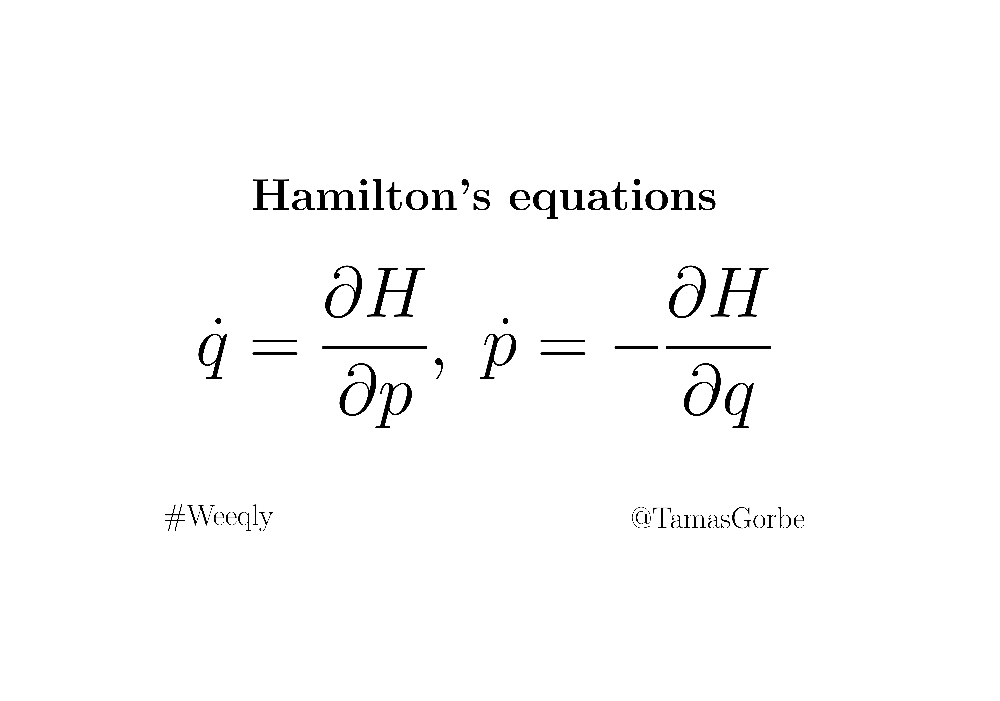 Hamilton's equations
q̇ = ∂H/∂p, ṗ = −∂H/∂q
#Weeqly @TamasGorbe